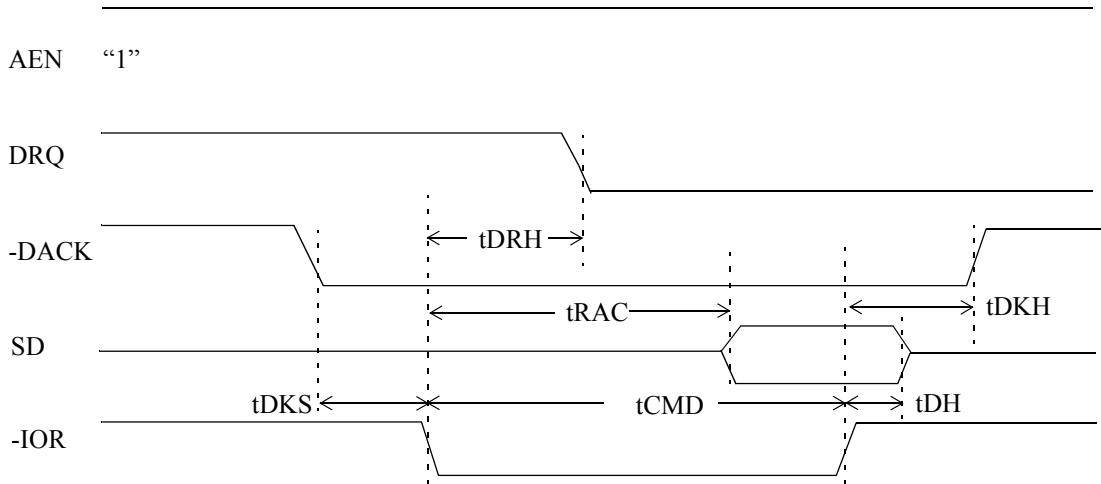 AEN “1”
DRQ
tDRH
-DACK
tRAC
tDKH
SD
tDKS
tCMD
tDH
-IOR